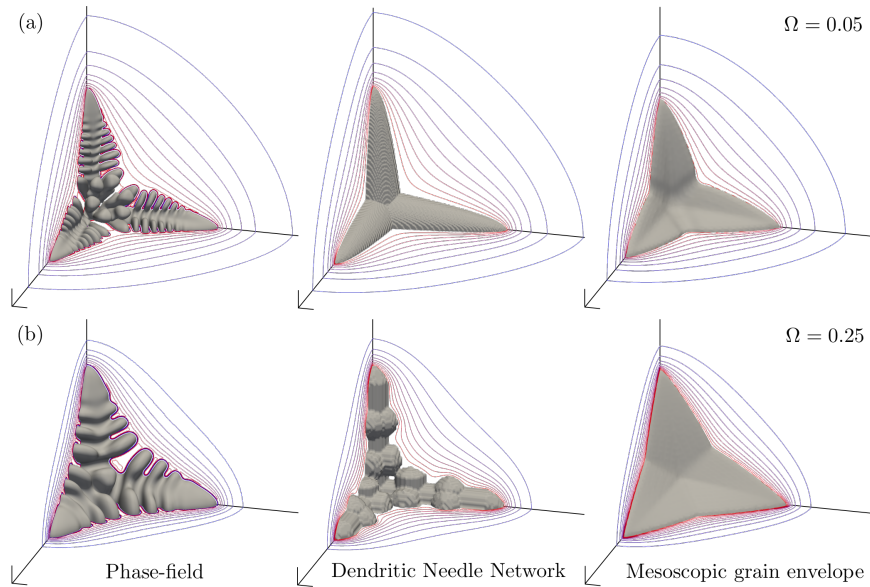 (a)
Ω = 0.05
(b)
Ω = 0.25
Phase-field
Dendritic Needle Network
Mesoscopic grain envelope